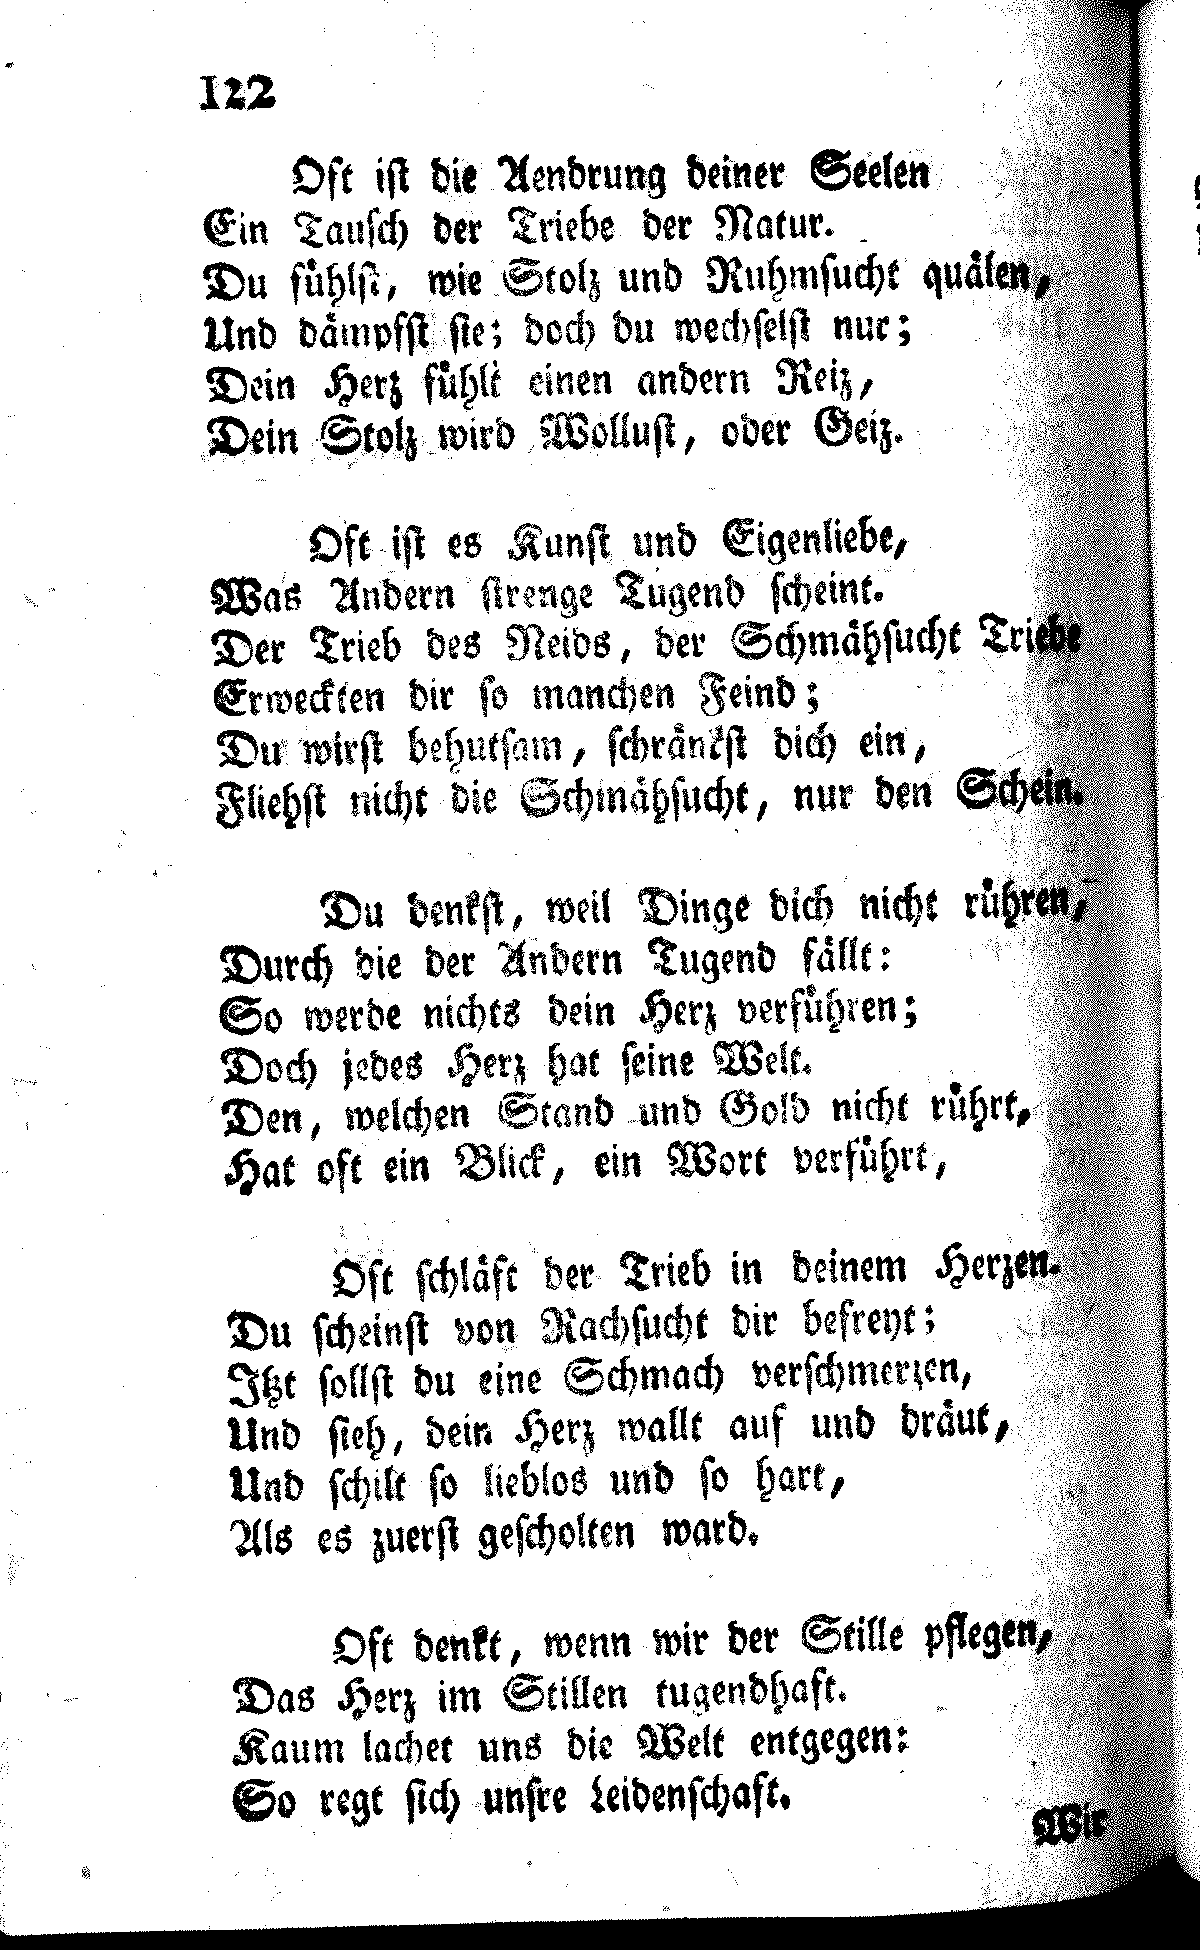 122
Oft ist die Aendrung deiner Seelen
Ein Tausch der Triebe der Natur.
Du fühlst, wie Stolz und Ruhmsucht quälen,
Und dämpfst sie; doch du wechselst nur;
Dein Herz fühlt einen andern Reiz,
Dein Stolz wird Wollust, oder Geiz.
Oft ist es Kunst und Eigenliebe,
Was Andern strenge Tugend scheint.
Der Trieb des Neids, der Schmähsucht Triebe
Erweckten dir so manchen Feind;
Du wirst behutsam, schränkst dich ein,
Fliehst nicht die Schmähsucht, nur den Schein.
Du denkst, weil Dinge dich nicht rühren,
Durch die der Andern Tugend fällt:
So werde nichts dein Herz verführen;
Doch jedes Herz hat seine Welt.
Den, welchen Stand und Gold nicht rührt,
Hat oft ein Blick, ein Wort verführt,
Oft schläft der Trieb in deinem Herzen.
Du scheinst von Rachsucht dir befreyt;
Itzt sollst du eine Schmach verschmerzen,
Und sieh, dein Herz wallt auf und dräut,
Und schilt so lieblos und so hart,
Als es zuerst gescholten ward.
Oft denkt, wenn wir der Stille pflegen,
Das Herz im Stillen tugendhaft.
Kaum lachet uns die Welt entgegen:
So regt sich unsre Leidenschaft.
Wir